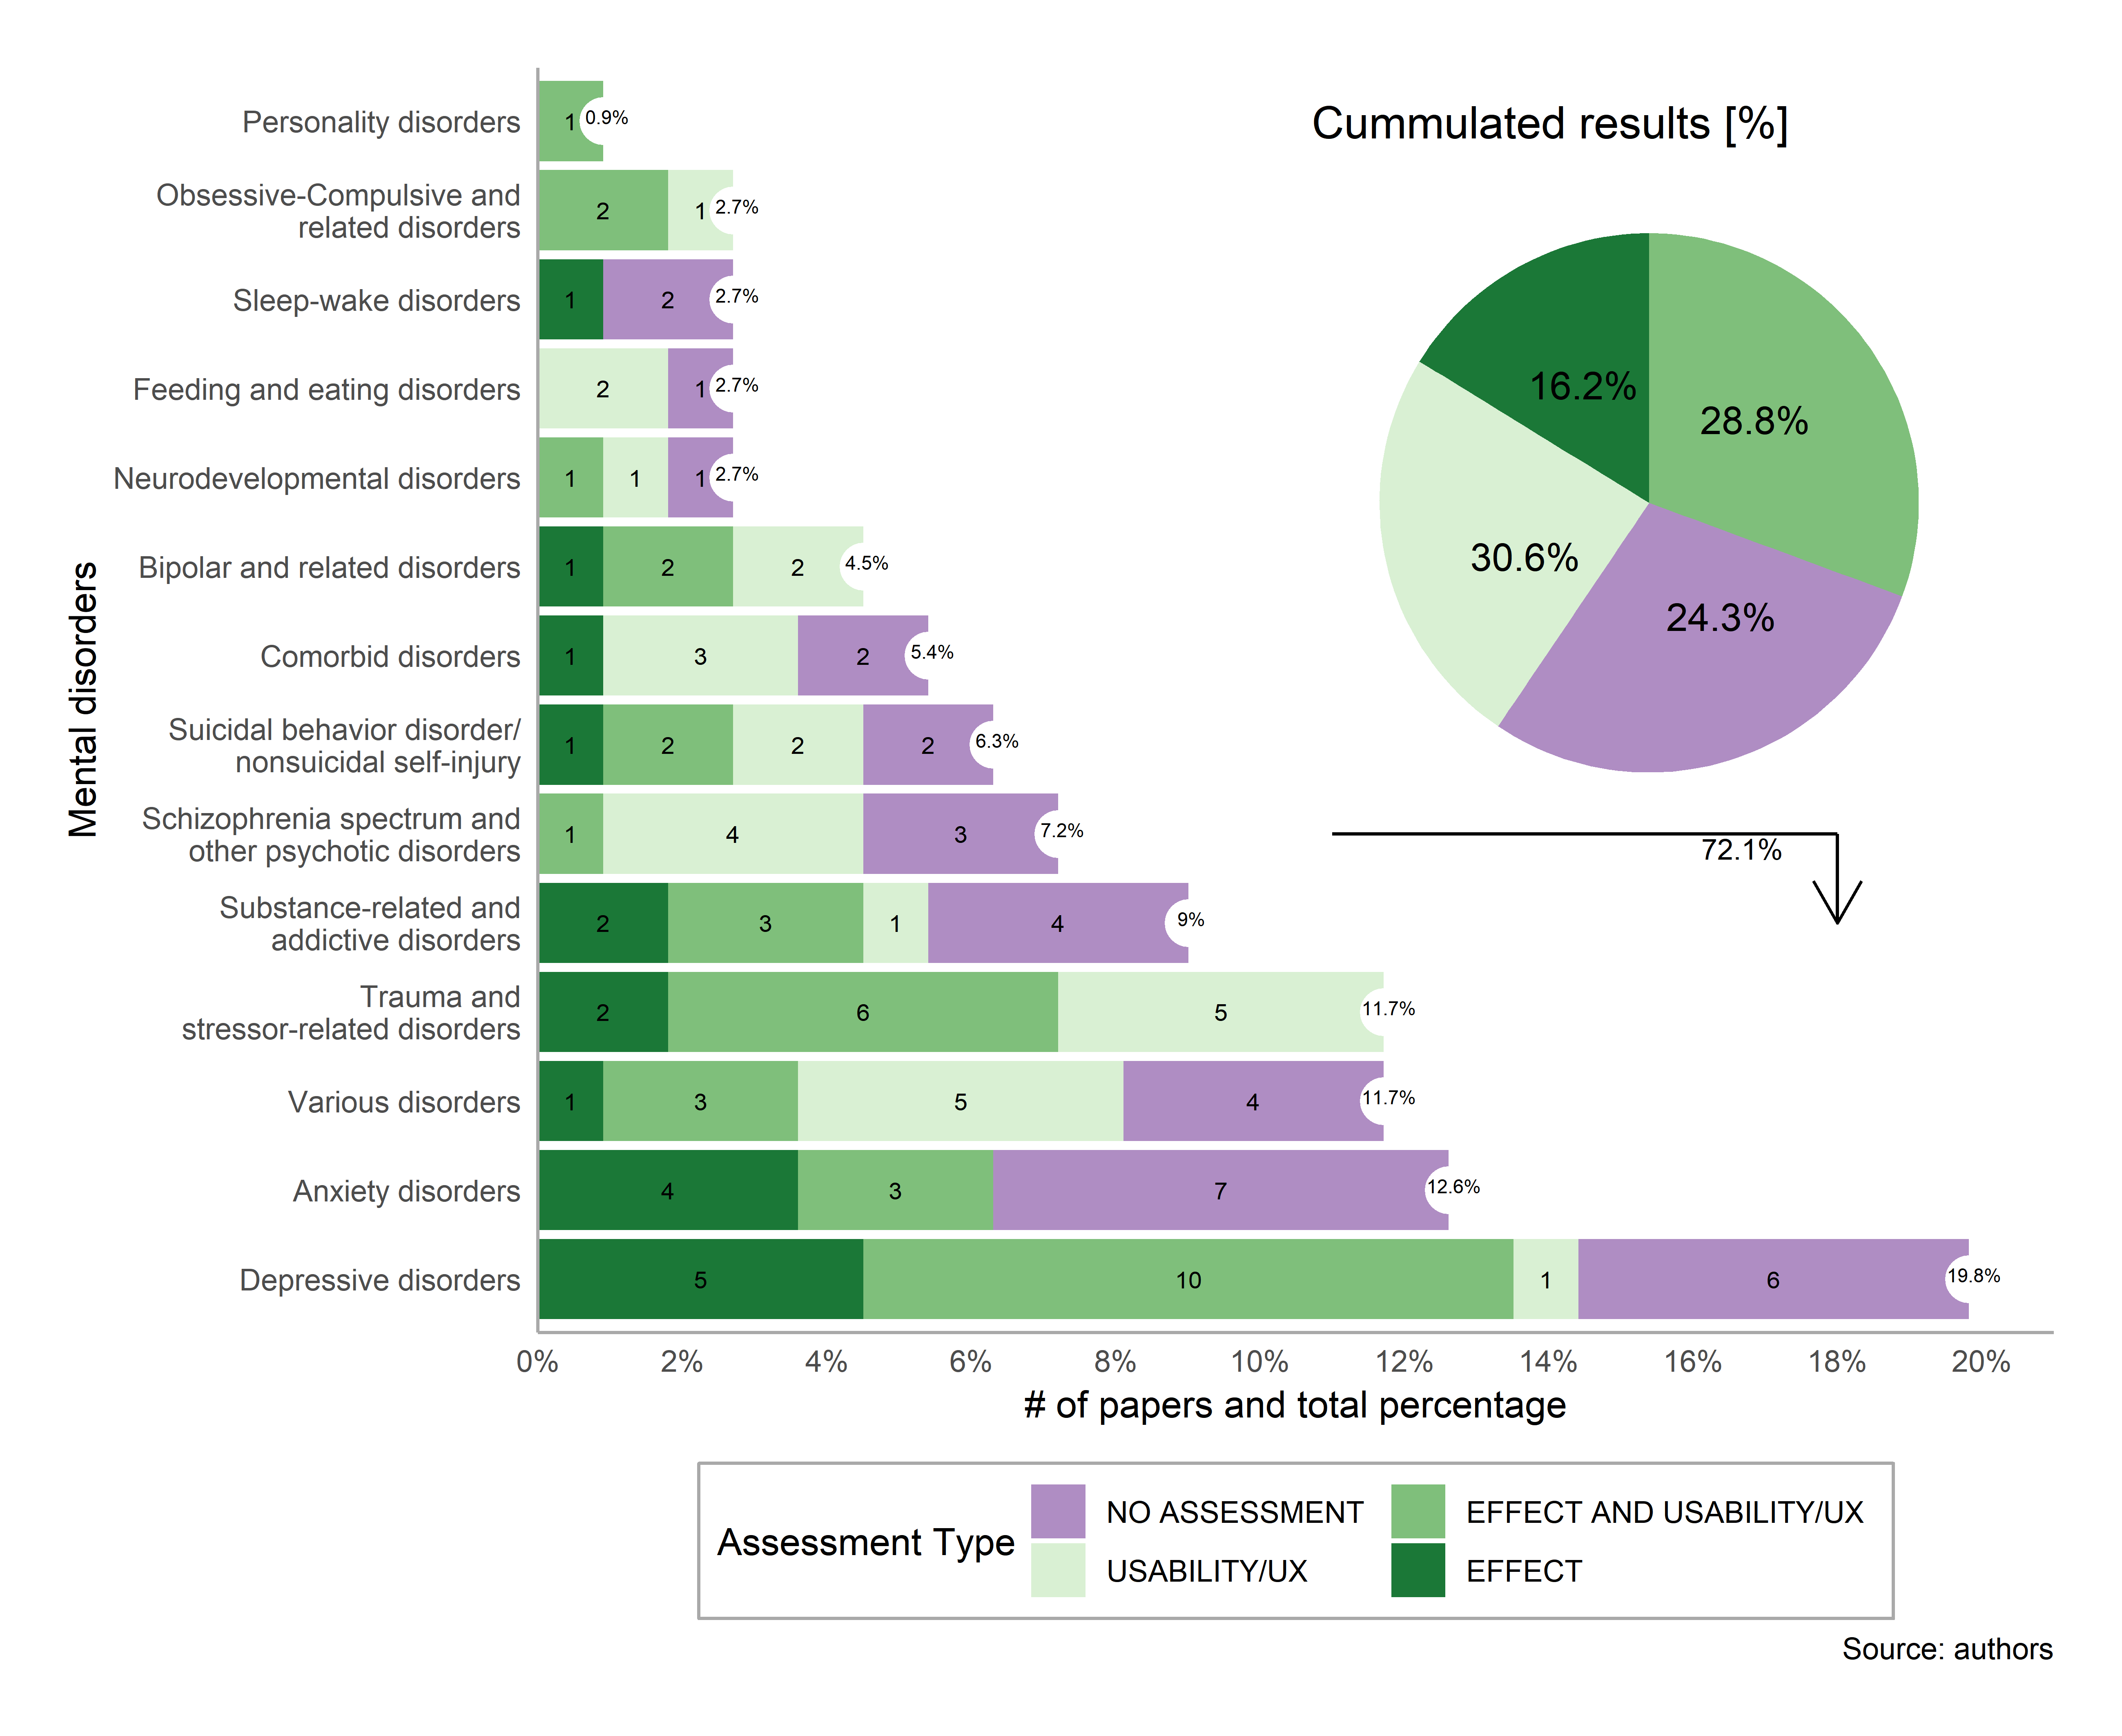 Cummulated results [%]
16.2%
28.8%
30.6%
24.3%
72.1%
Mental disorders
Personality disorders
1
0.9%
Obsessive-Compulsive and
related disorders
2
1
2.7%
Sleep-wake disorders
1
2
2.7%
Feeding and eating disorders
2
1
2.7%
Neurodevelopmental disorders
1
1
1
2.7%
Bipolar and related disorders
1
2
2
4.5%
Comorbid disorders
1
3
2
5.4%
Suicidal behavior disorder/
nonsuicidal self-injury
1
2
2
2
6.3%
Schizophrenia spectrum and
other psychotic disorders
1
4
3
7.2%
Substance-related and
addictive disorders
2
3
1
4
9%
Trauma and
stressor-related disorders
2
6
5
11.7%
Various disorders
1
3
5
4
11.7%
Anxiety disorders
4
3
7
12.6%
Depressive disorders
5
10
1
6
19.8%
0% 2% 4% 6% 8% 10% 12% 14% 16% 18% 20%
# of papers and total percentage
Assessment Type
NO ASSESSMENT
EFFECT AND USABILITY/UX
USABILITY/UX
EFFECT
Source: authors